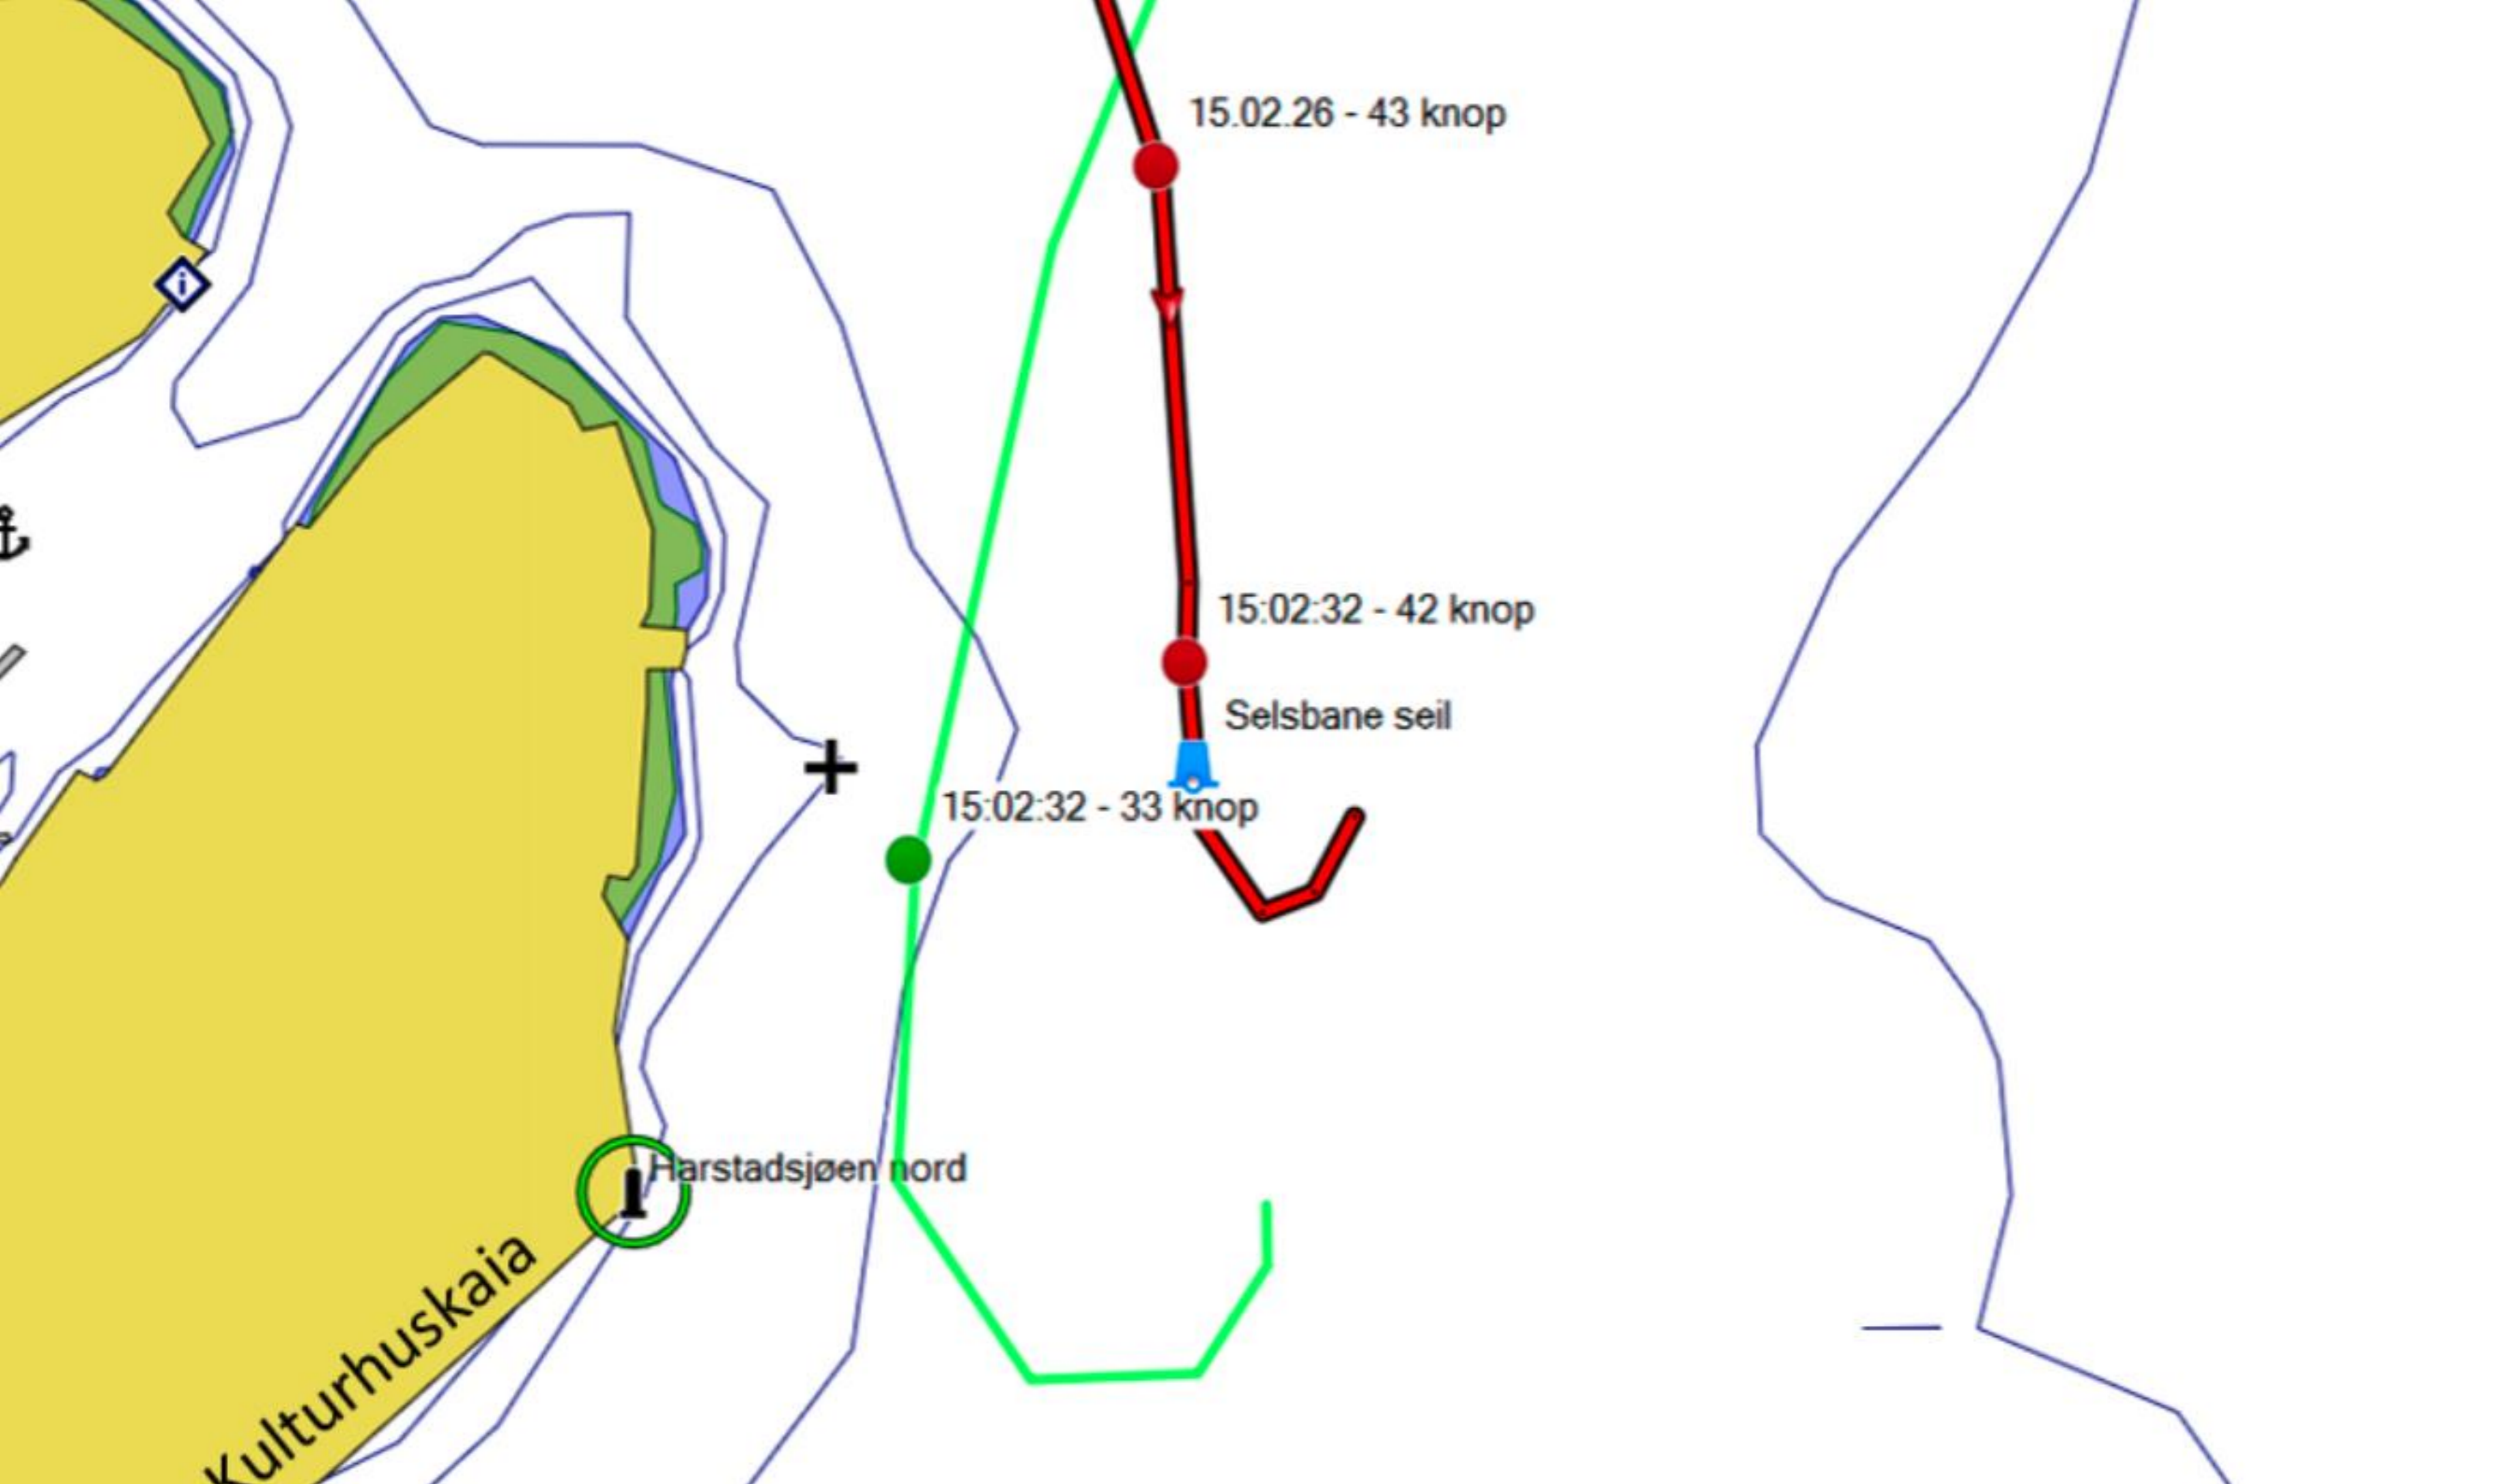 15.02.26 - 43 knop
i
15:02:32 - 42 knop
Selsbane seil
15:02:32 - 33 knop
Harstadsjøen nord
Kulturhuskaia